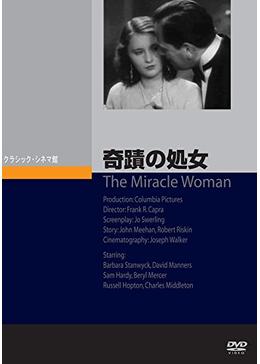 クラシック・シネマ館
奇蹟の処女
The Miracle Woman
Production: Columbia Pictures
Director: Frank R. Capra
Screenplay: Jo Swerling
Story: John Meehan, Robert Riskin
Cinematography: Joseph Walker
Starring:
Barbara Stanwyck, David Manners
Sam Hardy, Beryl Mercer
Russell Hopton, Charles Middleton
DVD
VIDEO